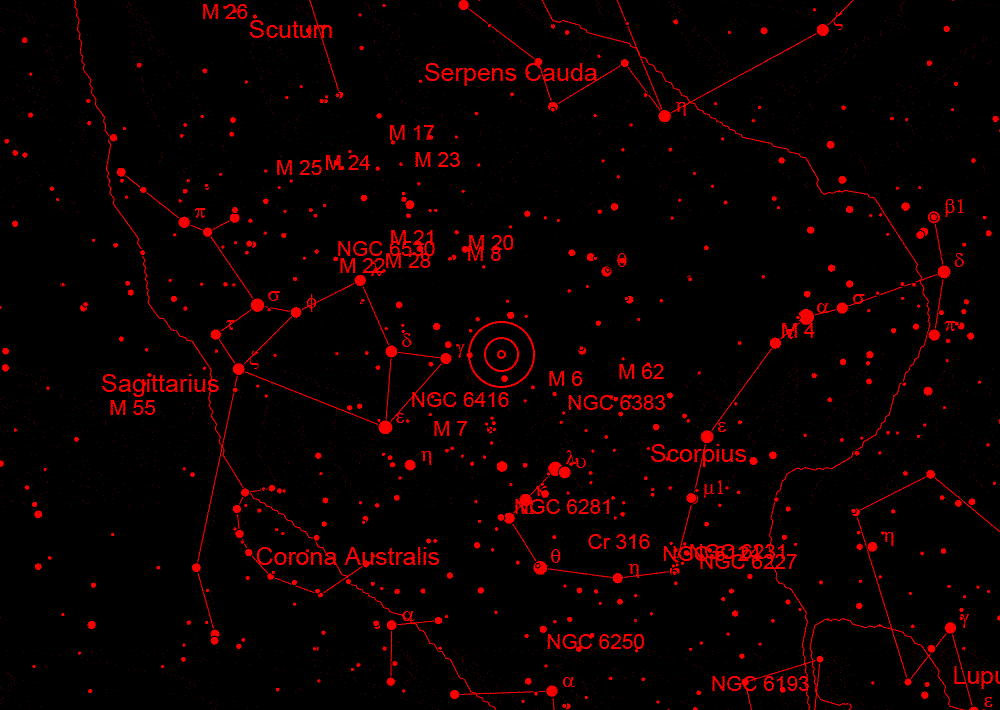 M 26
Scutum
ζ
Serpens Cauda
η
M 17
M 23
M 24
M 25
π
β1
M 21
M 20
NGC 6530
M 8
M 28
M 22
λ
θ
δ
σ
φ
σ
α
τ
M 4
π
δ
γ
ζ
M 62
M 6
Sagittarius
M 55
NGC 6416
NGC 6383
ε
M 7
ε
Scorpius
η
λ
υ
μ1
κ
NGC 6281
Cr 316
NGC 6231
NGC 6227
η
Corona Australis
θ
η
α
γ
NGC 6250
α
NGC 6193
Lupu
ε